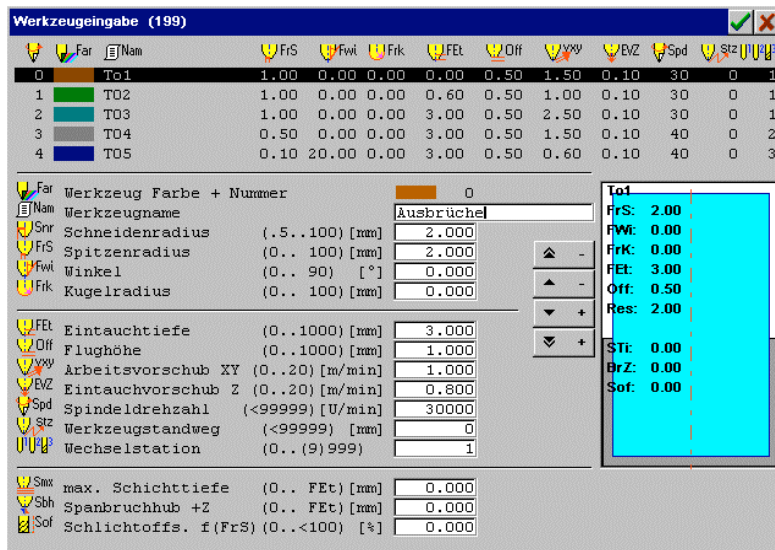 Werkzeugeingabe (199)
Far Nam FrS Fwi Frk FEt Off Vxy EVZ Spd Stz
0 To1 1.00 0.00 0.00 0.00 0.50 1.50 0.10 30 0 1
1 TO2 1.00 0.00 0.00 0.60 0.50 1.00 0.10 30 0 1
2 TO3 1.00 0.00 0.00 3.00 0.50 2.50 0.10 30 0 1
3 TO4 0.50 0.00 0.00 3.00 0.50 1.50 0.10 40 0 2
4 TO5 0.10 20.00 0.00 3.00 0.50 0.60 0.10 40 0 3
Far Werkzeug Farbe + Nummer 0
Nam Werkzeugname Ausbrüche
Snr Schneidenradius (.5..100)[mm] 2.000
FrS Spitzenradius (0.. 100)[mm] 2.000
Fwi Winkel (0.. 90) [°] 0.000
Frk Kugelradius (0.. 100)[mm] 0.000
FEt Eintauchtiefe (0..1000)[mm] 3.000
Off Flughöhe (0..1000)[mm] 1.000
Vxy Arbeitsvorschub XY (0..20)[m/min] 1.000
EVZ Eintauchvorschub Z (0..20)[m/min] 0.800
Spd Spindeldrehzahl (<99999)[U/min] 30000
Stz Werkzeugstandweg (<99999) [mm] 0
Wechselstation (0..(9)999) 1
Smx max. Schichttiefe (0.. FEt)[mm] 0.000
Sbh Spanbruchhub +Z (0.. FEt)[mm] 0.000
Sof Schlichtoffs. f(FrS)(0..<100) [%] 0.000
-
-
+
+
To1
FrS: 2.00
FWi: 0.00
FrK: 0.00
FEt: 3.00
Off: 0.50
Res: 2.00
STi: 0.00
BrZ: 0.00
Sof: 0.00